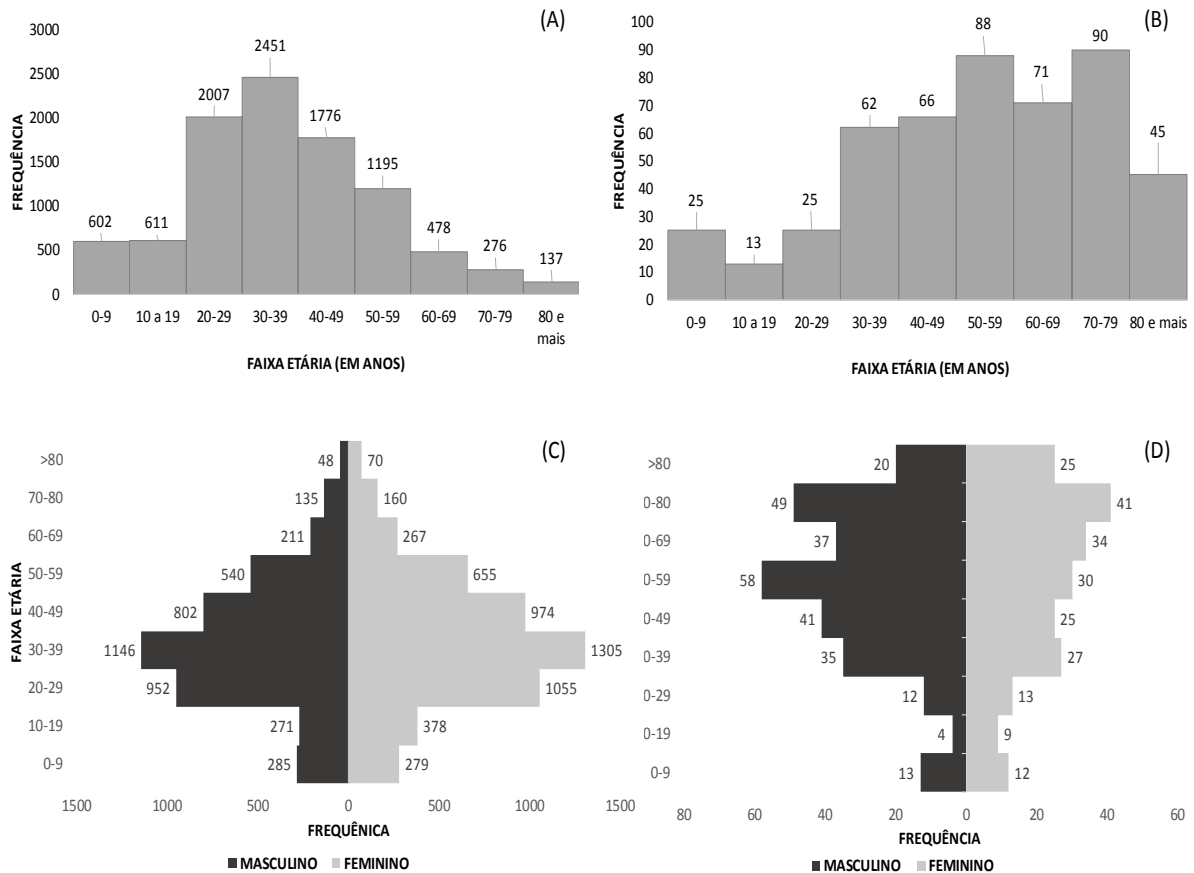 (A)
FREQUÊNCIA
3000
2500
2000
1500
1000
500
0
602
611
2007
2451
1776
1195
478
276
137
0-9 10 a 19 20-29 30-39 40-49 50-59 60-69 70-79 80 e
mais
FAIXA ETÁRIA (EM ANOS)
(B)
FREQUÊNCIA
100
90
80
70
60
50
40
30
20
10
0
25
13
25
62
66
88
71
90
45
0-9 10 a 19 20-29 30-39 40-49 50-59 60-69 70-79 80 e mais
FAIXA ETÁRIA (EM ANOS)
(C)
FAIXA ETÁRIA
>80 48 70
70-80 135 160
60-69 211 267
50-59 540 655
40-49 802 974
30-39 1146 1305
20-29 952 1055
10-19 271 378
0-9 285 279
1500 1000 500 0 500 1000 1500
FREQUÊNICA
MASCULINO FEMININO
(D)
>80 20 25
0-80 49 41
0-69 37 34
0-59 58 30
0-49 41 25
0-39 35 27
0-29 12 13
0-19 4 9
0-9 13 12
80 60 40 20 0 20 40 60
FREQUÊNCIA
MASCULINO FEMININO